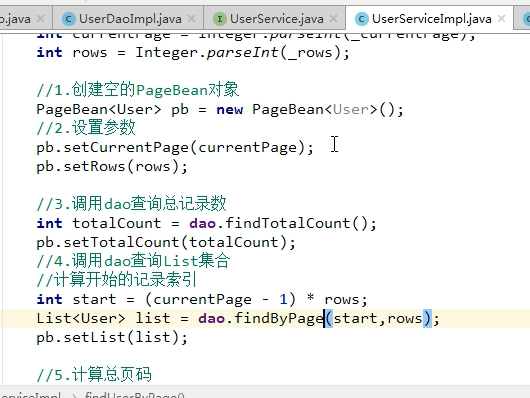 o.java × UserDaoImpl.java × UserService.java × UserServiceImpl.java ×
int currentPage = Integer.parseInt(_currentPage);
int rows = Integer.parseInt(_rows);
//1.创建空的PageBean对象
PageBean<User> pb = new PageBean<User>();
//2.设置参数
pb.setCurrentPage(currentPage);
pb.setRows(rows);
//3.调用dao查询总记录数
int totalCount = dao.findTotalCount();
pb.setTotalCount(totalCount);
//4.调用dao查询List集合
//计算开始的记录索引
int start = (currentPage - 1) * rows;
List<User> list = dao.findByPage(start,rows);
pb.setList(list);
//5.计算总页码
erviceImpl › findUserByPage()